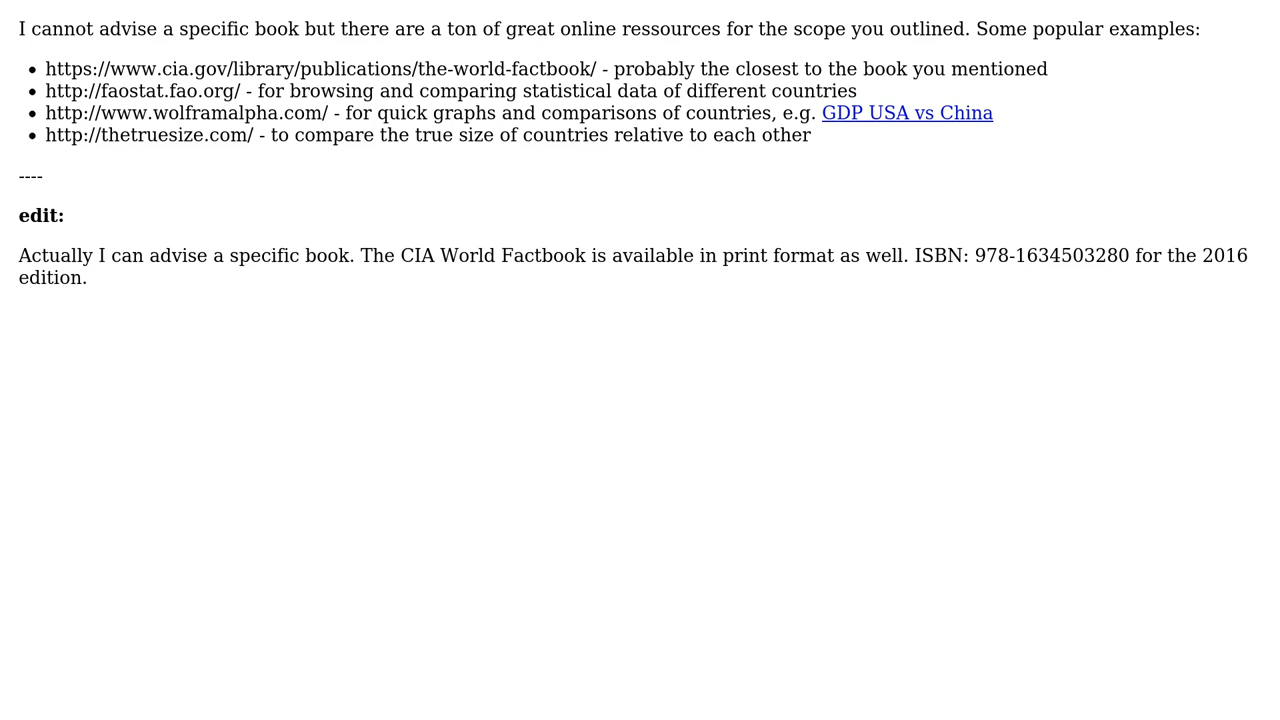 I cannot advise a specific book but there are a ton of great online ressources for the scope you outlined. Some popular examples:
• https://www.cia.gov/library/publications/the-world-factbook/ - probably the closest to the book you mentioned
• http://faostat.fao.org/ - for browsing and comparing statistical data of different countries
• http://www.wolframalpha.com/ - for quick graphs and comparisons of countries, e.g. GDP USA vs China
• http://thetruesize.com/ - to compare the true size of countries relative to each other
----
edit:
Actually I can advise a specific book. The CIA World Factbook is available in print format as well. ISBN: 978-1634503280 for the 2016
edition.